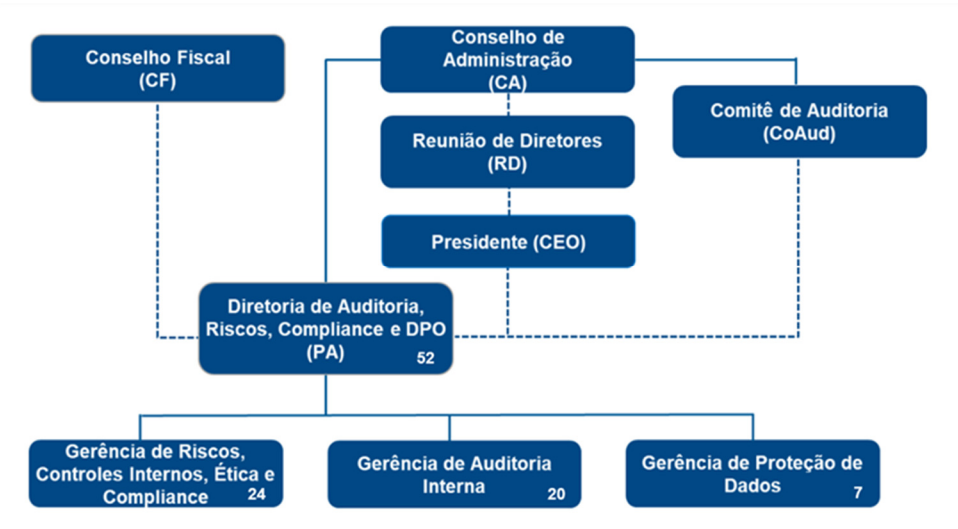 Conselho Fiscal
(CF)
Conselho de
Administração
(CA)
Comitê de Auditoria
(CoAud)
Reunião de Diretores
(RD)
Presidente (CEO)
Diretoria de Auditoria,
Riscos, Compliance e DPO
(PA)
52
Gerência de Riscos,
Controles Internos, Ética e
Compliance
24
Gerência de Auditoria
Interna
20
Gerência de Proteção de
Dados
7